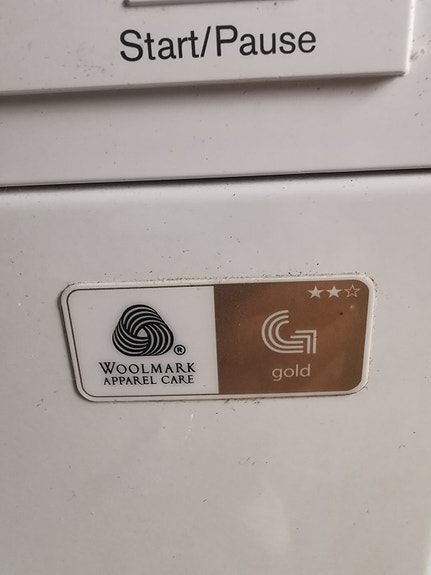 Start/Pause
WOOLMARK
APPAREL CARE
®
G
gold